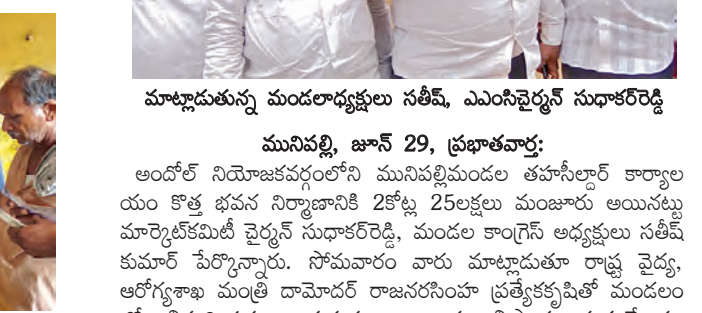 మాట్లాడుతున్న మండలాధ్యక్షులు సతీష్, ఎఎంసిచైర్మన్ సుధాకర్‌రెడ్డి
మునిపల్లి, జూన్ 29, ప్రభాతవార్త:
అందోల్ నియోజకవర్గంలోని మునిపల్లిమండల తహసీల్దార్ కార్యాల
యం కొత్త భవన నిర్మాణానికి 2కోట్ల 25లక్షలు మంజూరు అయినట్టు
మార్కెట్‌కమిటీ చైర్మన్ సుధాకర్‌రెడ్డి, మండల కాంగ్రెస్ అధ్యక్షులు సతీష్
కుమార్ పేర్కొన్నారు. సోమవారం వారు మాట్లాడుతూ రాష్ట్ర వైద్య,
ఆరోగ్యశాఖ మంత్రి దామోదర్ రాజనరసింహ ప్రత్యేకకృషితో మండలం